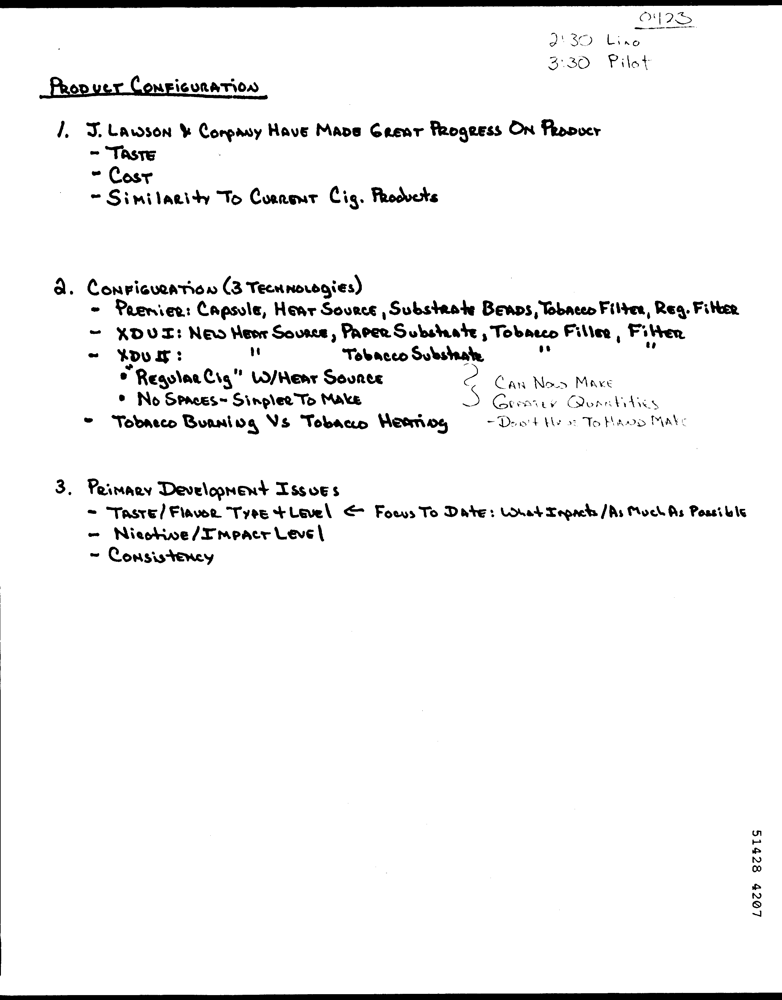 0423
2:30 Lino
3:30 Pilot
PRODUCT CONFIGURATION
1. J. LAWSON & COMPANY HAVE MADE GREAT PROGRESS ON PRODUCT
- TASTE
- COST
- SIMILARITY TO CURRENT Cig. Products
2. CONFIGURATION (3 TECHNOLOGIES)
- PREMIER: CAPSULE, HEAT SOURCE, SUBSTRATE BEADS, TOBACCO FILTER, REG. FILTER
- XDU I: NEW HEAT SOURCE, PAPER Substrate, TOBACCO FILLER, FILTER
- XDU II: " TOBACCO Substrate " "
• "REGULAR CIG" W/HEAT SOURCE
• NO SPACES - SIMPLER TO MAKE
CAN NOW MAKE
GREATER QUANTITIES
- Don't Have TO HAND MAKE
- TOBACCO BURNING VS TOBACCO HEATING
3. PRIMARY DEVELOPMENT ISSUES
- TASTE/FLAVOR TYPE + LEVEL ← FOCUS TO DATE: What Impacts/As Much As Possible
- NICOTINE/IMPACT LEVEL
- CONSISTENCY
51428 4207